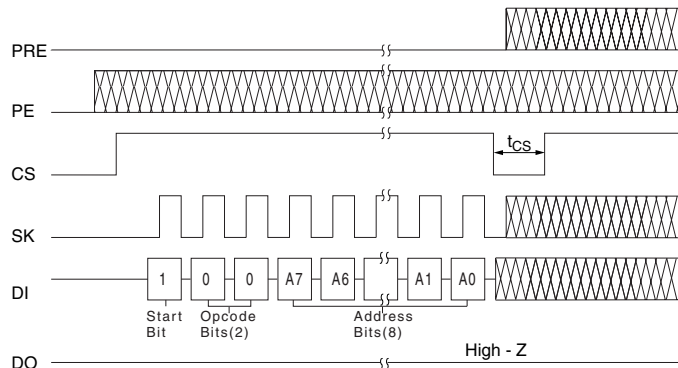 PRE
PE
tCS
CS
SK
1 0 0 A7 A6 A1 A0
DI
Start Opcode Address
Bit Bits(2) Bits(8)
High - Z
DO